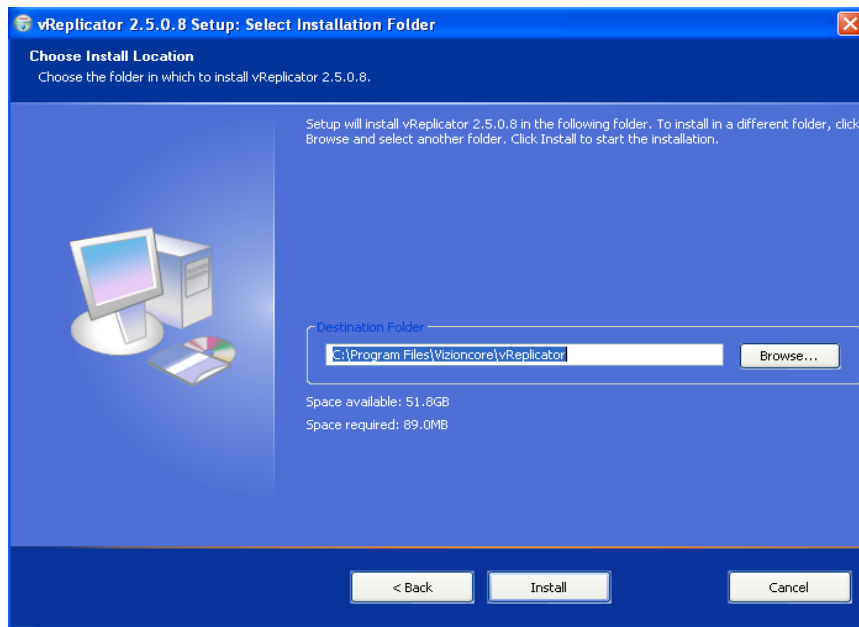 vReplicator 2.5.0.8 Setup: Select Installation Folder
Choose Install Location
Choose the folder in which to install vReplicator 2.5.0.8.
Setup will install vReplicator 2.5.0.8 in the following folder. To install in a different folder, click
Browse and select another folder. Click Install to start the installation.
Destination Folder
C:\Program Files\Vizioncore\vReplicator
Browse...
Space available: 51.8GB
Space required: 89.0MB
< Back
Install
Cancel